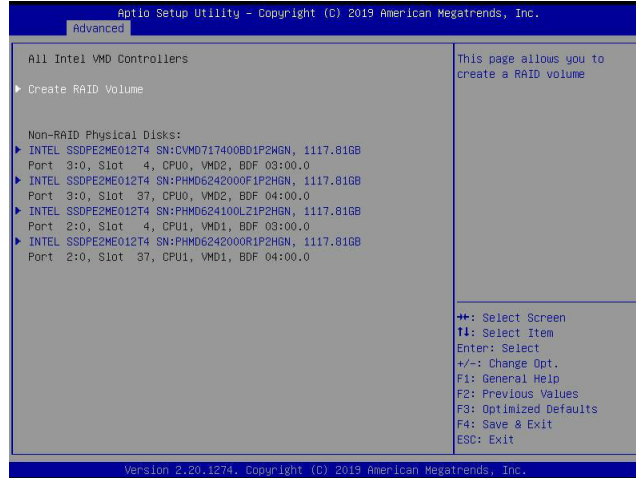 Aptio Setup Utility – Copyright (C) 2019 American Megatrends, Inc.
Advanced
All Intel VMD Controllers
Create RAID Volume
Non-RAID Physical Disks:
INTEL SSDPE2ME012T4 SN:CVMD717400BD1P2WGN, 1117.81GB
Port 3:0, Slot 4, CPU0, VMD2, BDF 03:00.0
INTEL SSDPE2ME012T4 SN:PHMD6242000F1P2HGN, 1117.81GB
Port 3:0, Slot 37, CPU0, VMD2, BDF 04:00.0
INTEL SSDPE2ME012T4 SN:PHMD624100LZ1P2HGN, 1117.81GB
Port 2:0, Slot 4, CPU1, VMD1, BDF 03:00.0
INTEL SSDPE2ME012T4 SN:PHMD6242000R1P2HGN, 1117.81GB
Port 2:0, Slot 37, CPU1, VMD1, BDF 04:00.0
This page allows you to
create a RAID volume
→←: Select Screen
↑↓: Select Item
Enter: Select
+/-: Change Opt.
F1: General Help
F2: Previous Values
F3: Optimized Defaults
F4: Save & Exit
ESC: Exit
Version 2.20.1274. Copyright (C) 2019 American Megatrends, Inc.